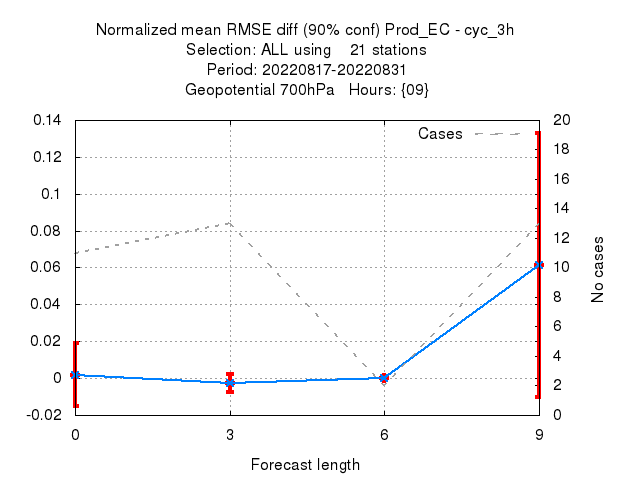 Normalized mean RMSE diff (90% conf) Prod_EC - cyc_3h
Selection: ALL using    21 stations
Period: 20220817-20220831
Geopotential 700hPa   Hours: {09}
Cases
0.14
0.12
0.1
0.08
0.06
0.04
0.02
0
-0.02
20
18
16
14
12
10
8
6
4
2
0
No cases
0 3 6 9
Forecast length